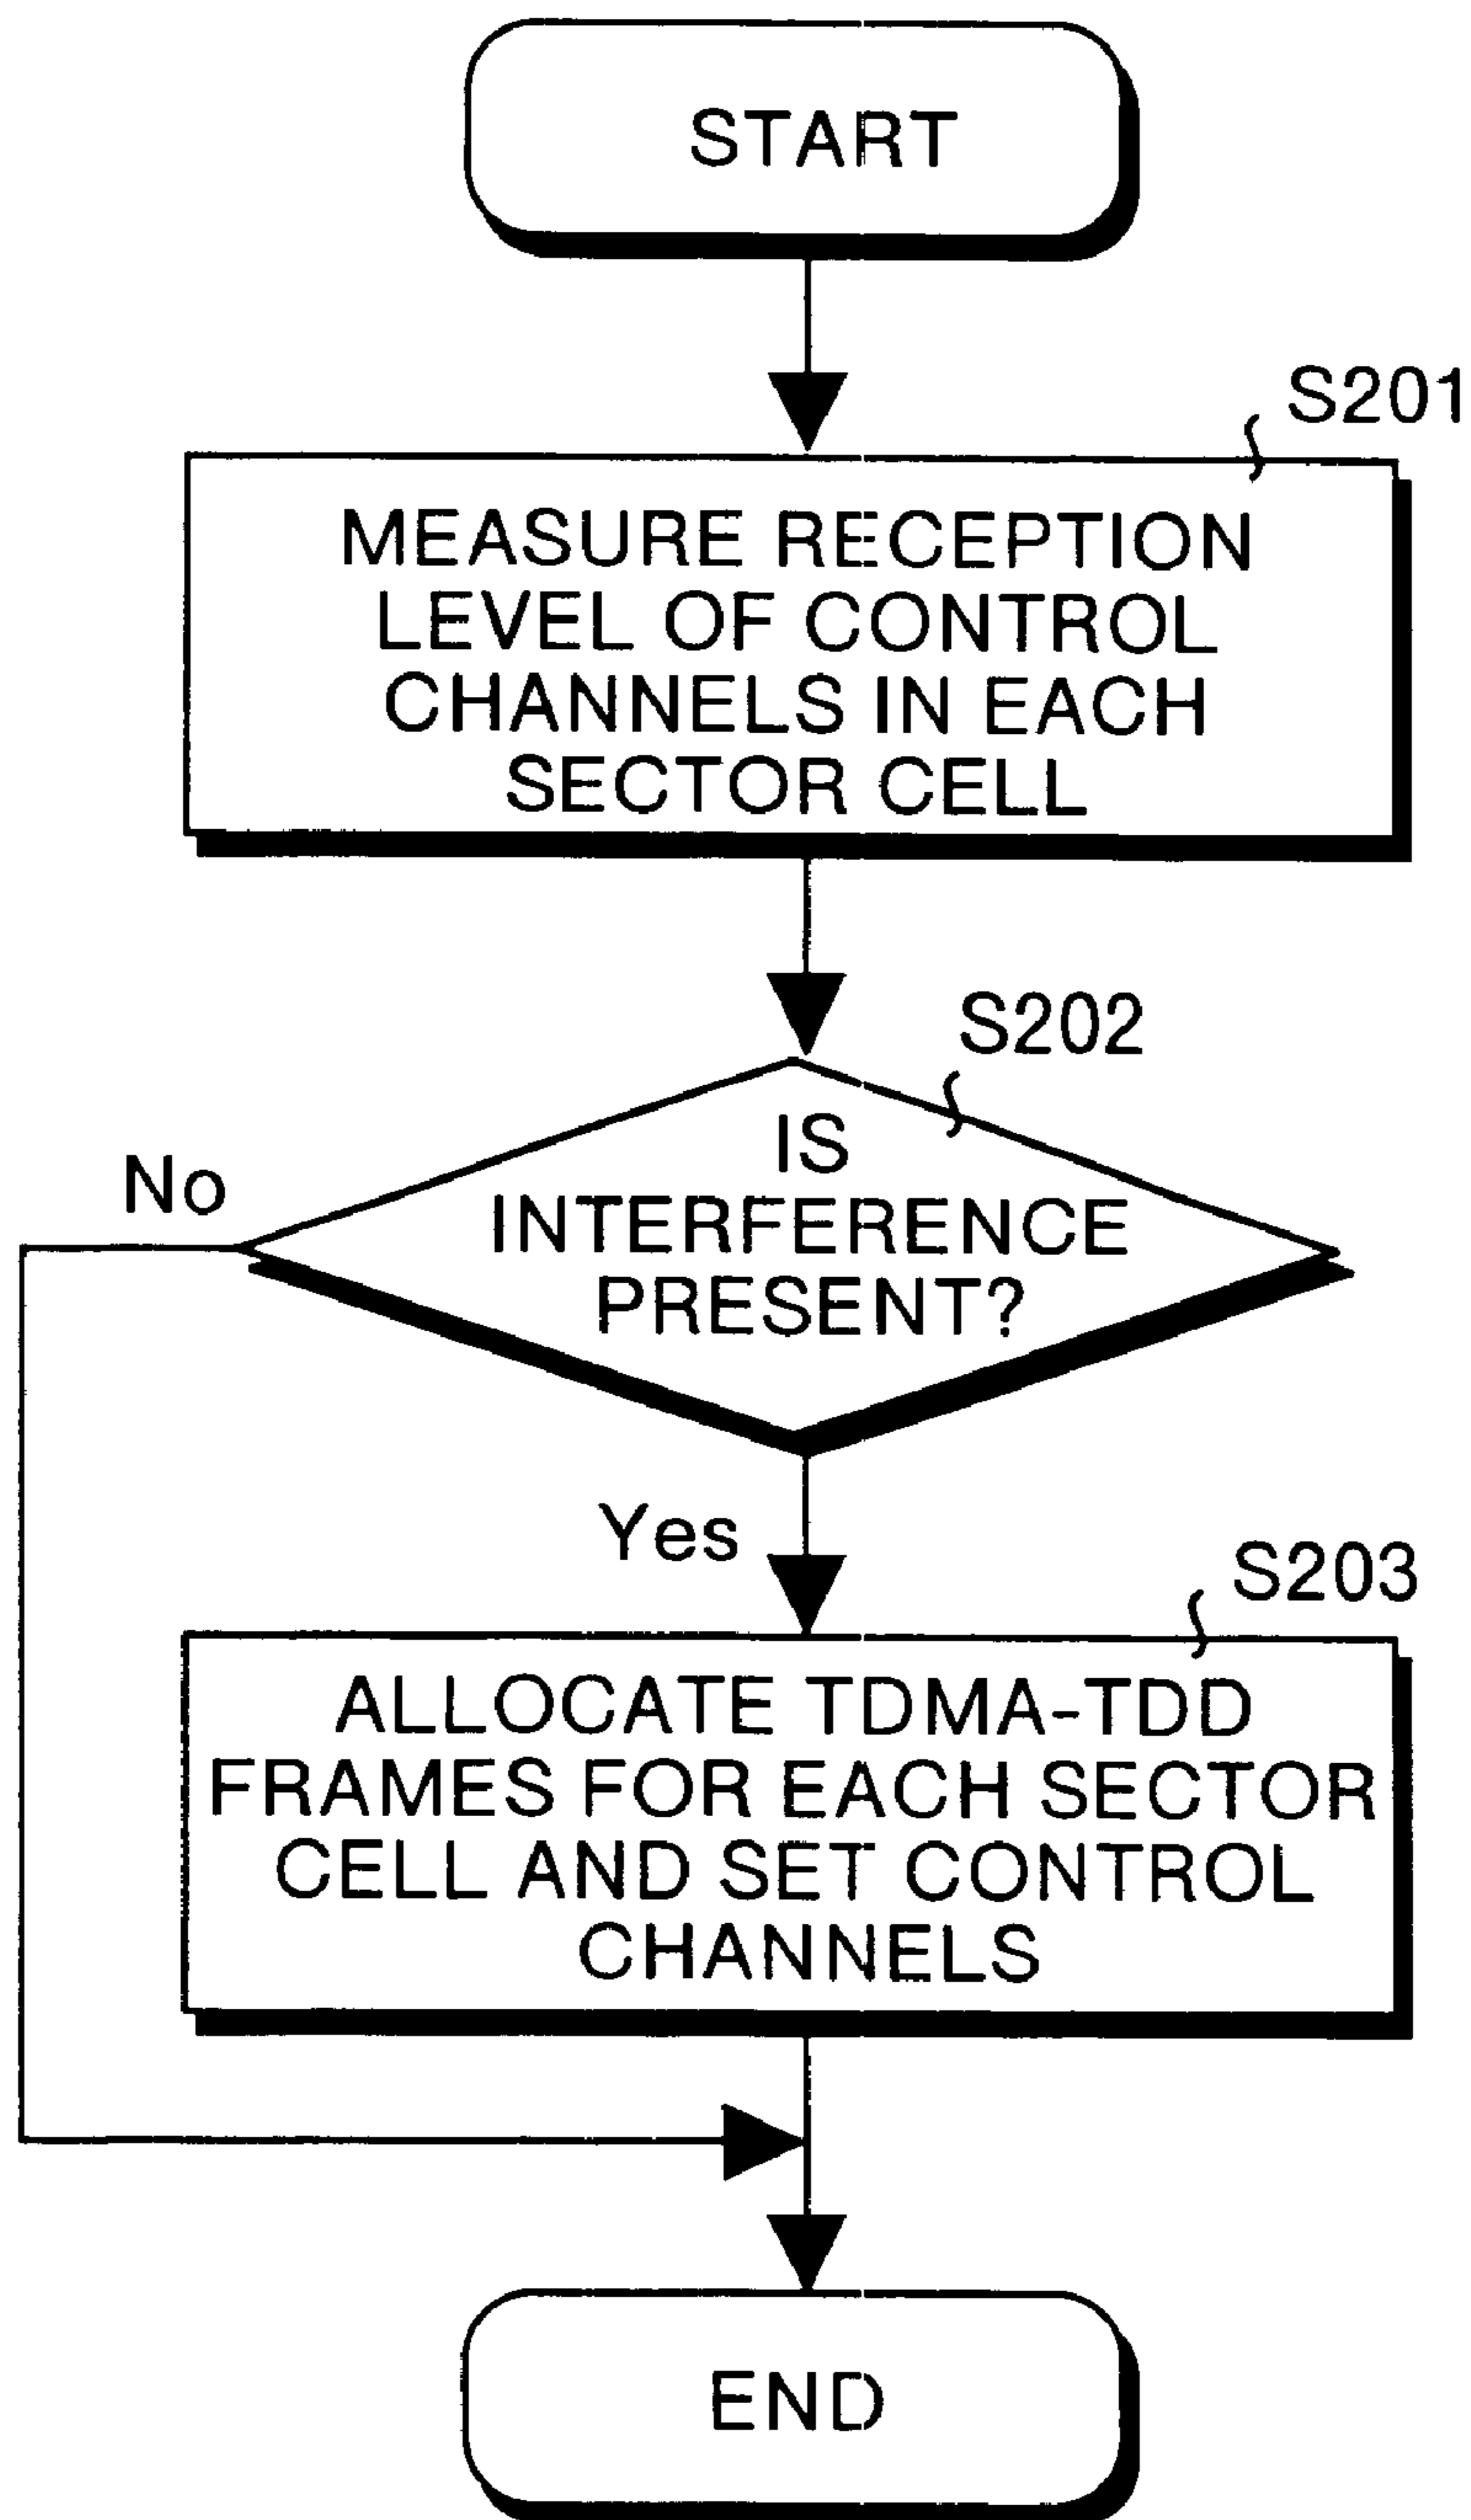 START
S201
MEASURE RECEPTION
LEVEL OF CONTROL
CHANNELS IN EACH
SECTOR CELL
S202
IS
INTERFERENCE
PRESENT?
No
Yes
S203
ALLOCATE TDMA-TDD
FRAMES FOR EACH SECTOR
CELL AND SET CONTROL
CHANNELS
END